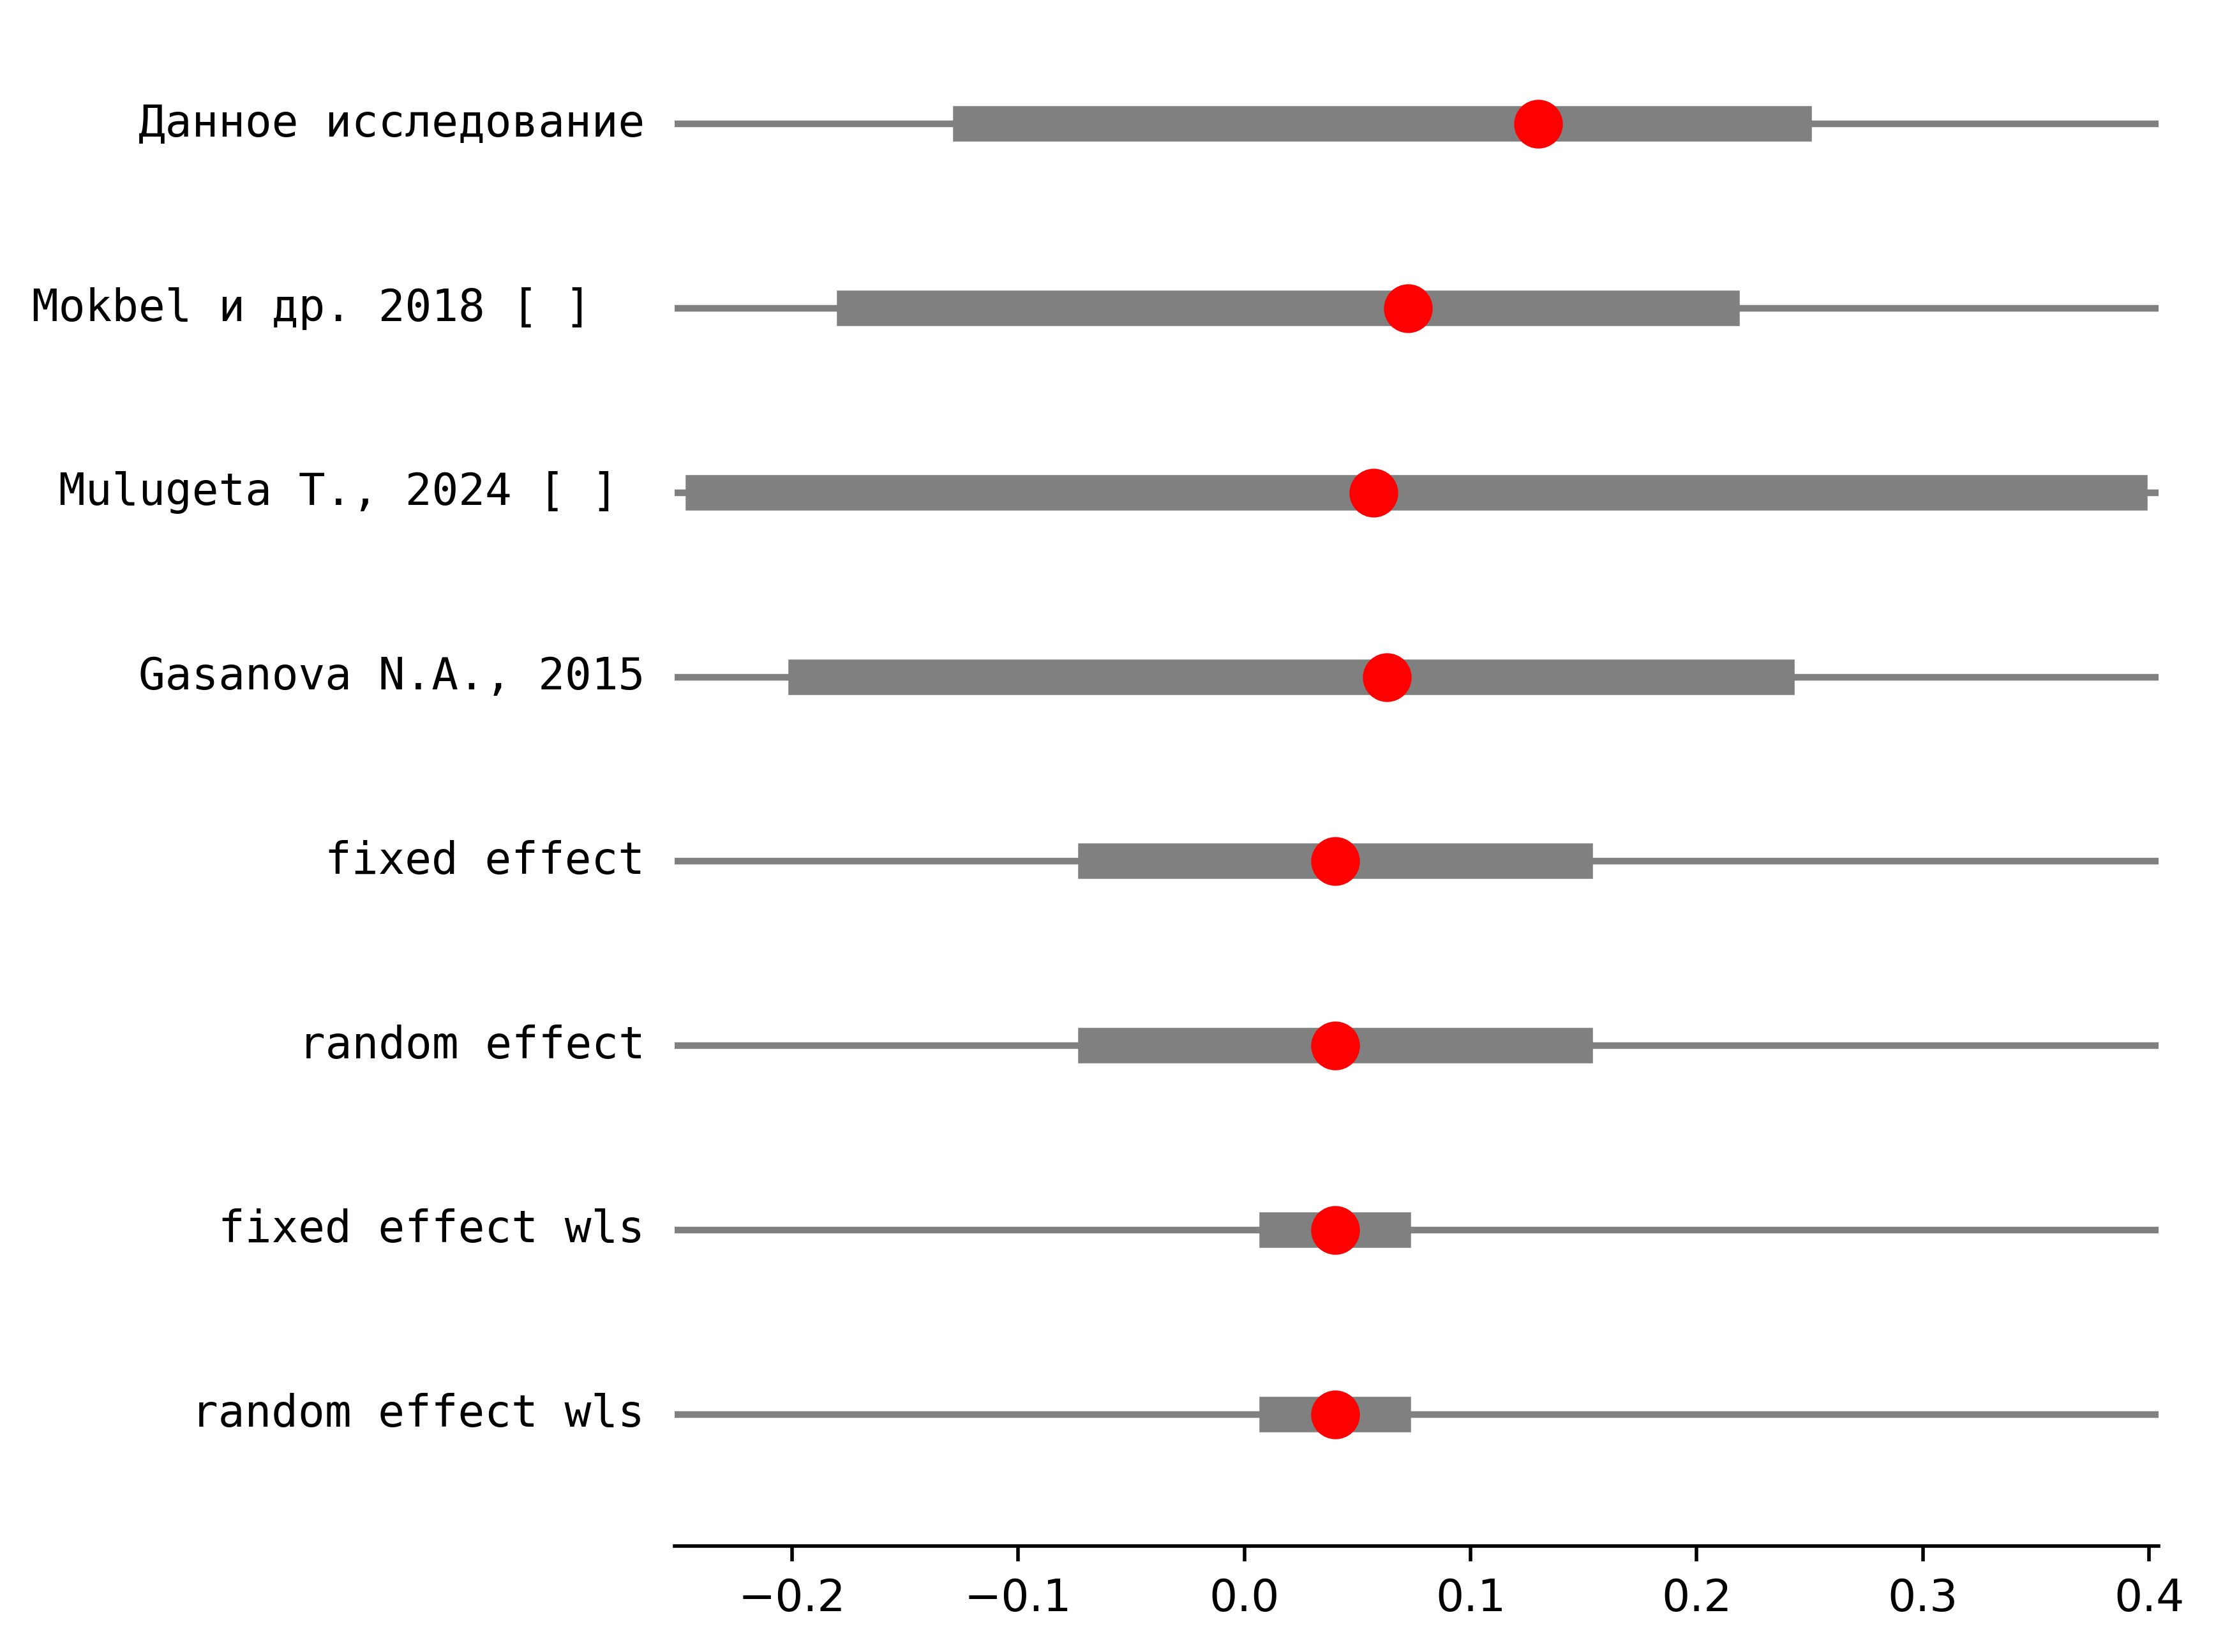 Данное исследование
Mokbel и др. 2018 [ ]
Mulugeta T., 2024 [ ]
Gasanova N.A., 2015
fixed effect
random effect
fixed effect wls
random effect wls
−0.2 −0.1 0.0 0.1 0.2 0.3 0.4